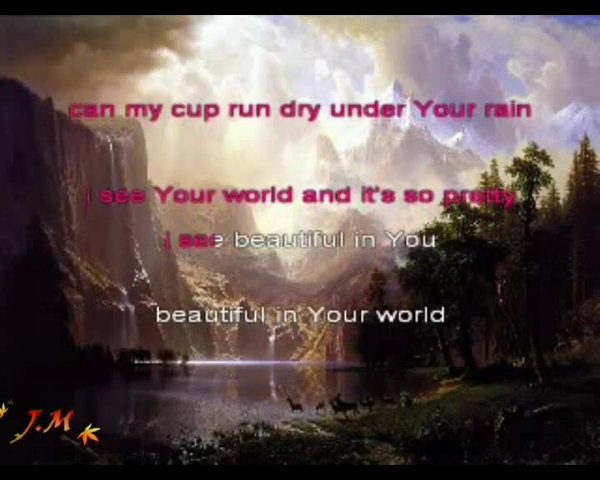 can my cup run dry under Your rain
i see Your world and it's so pretty
i see beautiful in You
beautiful in Your world
J.M